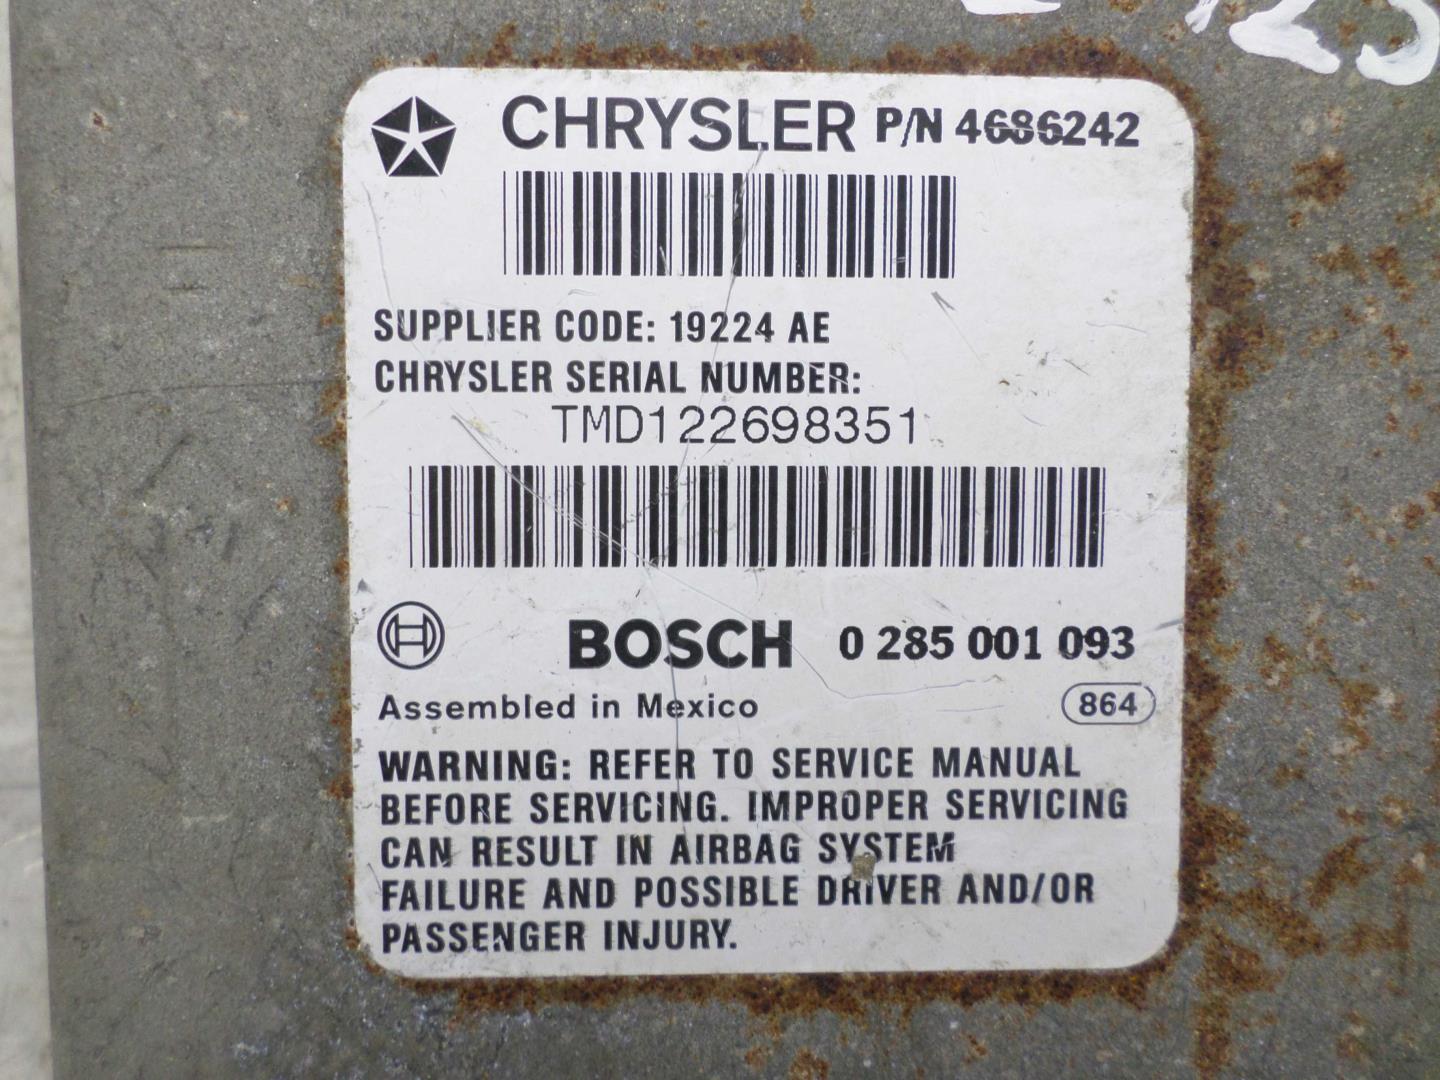 CHRYSLER P/N 4686242
SUPPLIER CODE: 19224 AE
CHRYSLER SERIAL NUMBER:
TMD122698351
BOSCH 0 285 001 093
Assembled in Mexico 864
WARNING: REFER TO SERVICE MANUAL
BEFORE SERVICING. IMPROPER SERVICING
CAN RESULT IN AIRBAG SYSTEM
FAILURE AND POSSIBLE DRIVER AND/OR
PASSENGER INJURY.